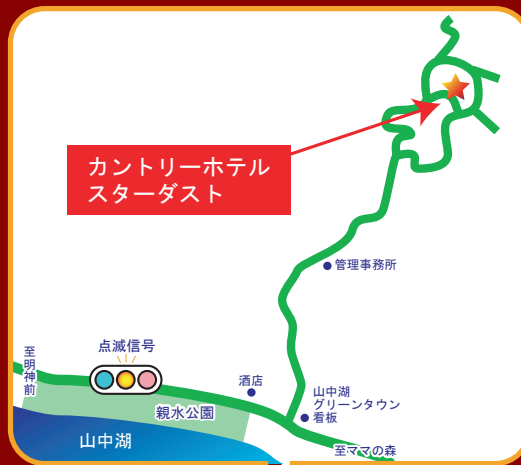 カントリーホテル
スターダスト
管理事務所
至明神前
点滅信号
酒店
山中湖
グリーンタウン
看板
親水公園
山中湖
至ママの森